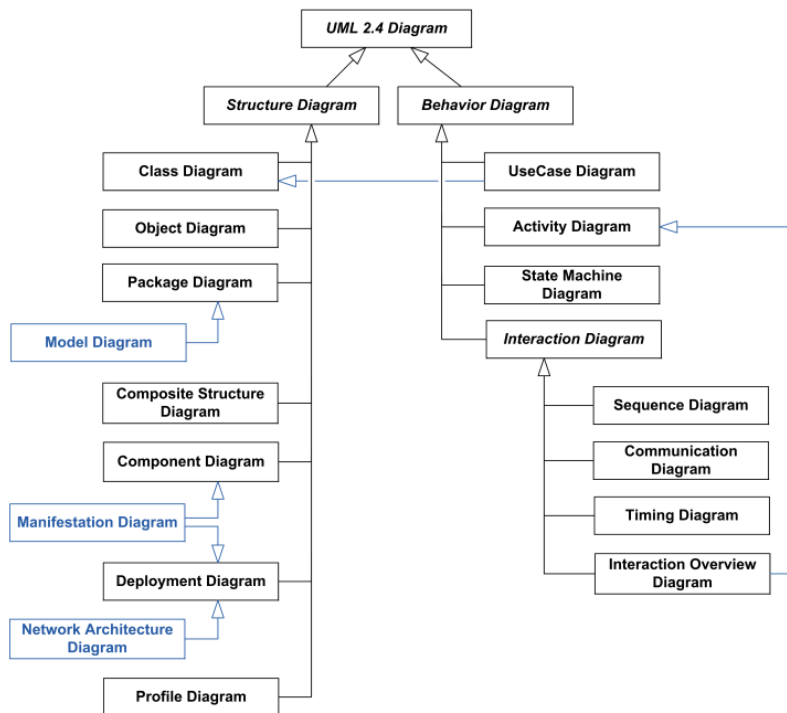 UML 2.4 Diagram
Structure Diagram
Behavior Diagram
Class Diagram
UseCase Diagram
Object Diagram
Activity Diagram
Package Diagram
State Machine
Diagram
Model Diagram
Interaction Diagram
Composite Structure
Diagram
Sequence Diagram
Component Diagram
Communication
Diagram
Manifestation Diagram
Timing Diagram
Deployment Diagram
Interaction Overview
Diagram
Network Architecture
Diagram
Profile Diagram